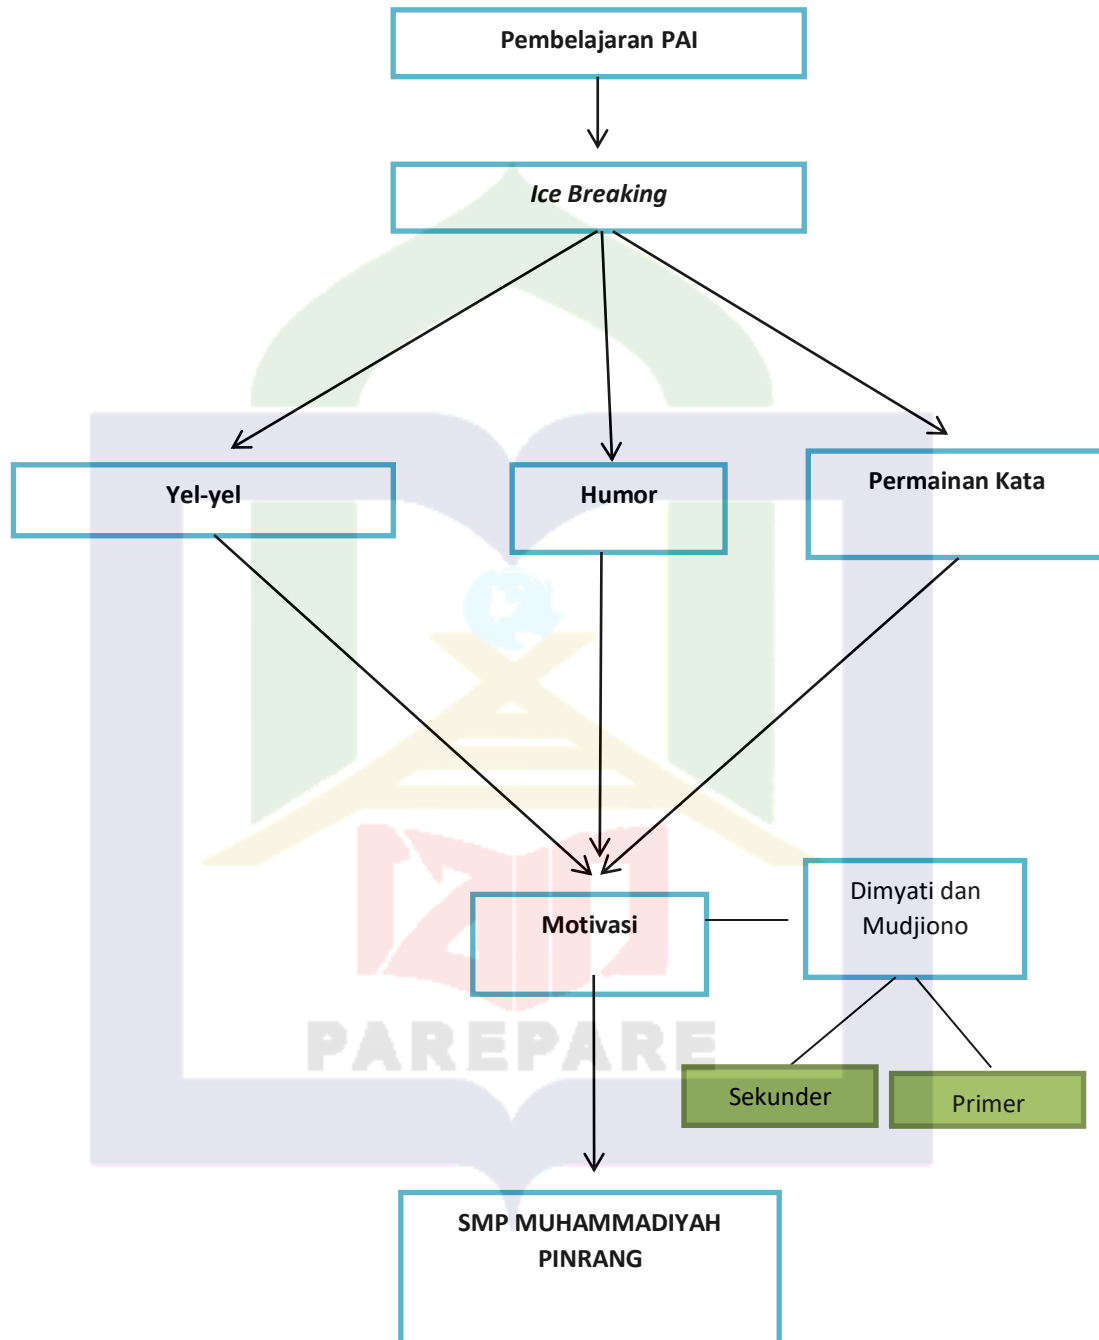 Pembelajaran PAI
Ice Breaking
Yel-yel
Humor
Permainan Kata
Motivasi
Dimyati dan
Mudjiono
PAREPARE
Sekunder
Primer
SMP MUHAMMADIYAH
PINRANG